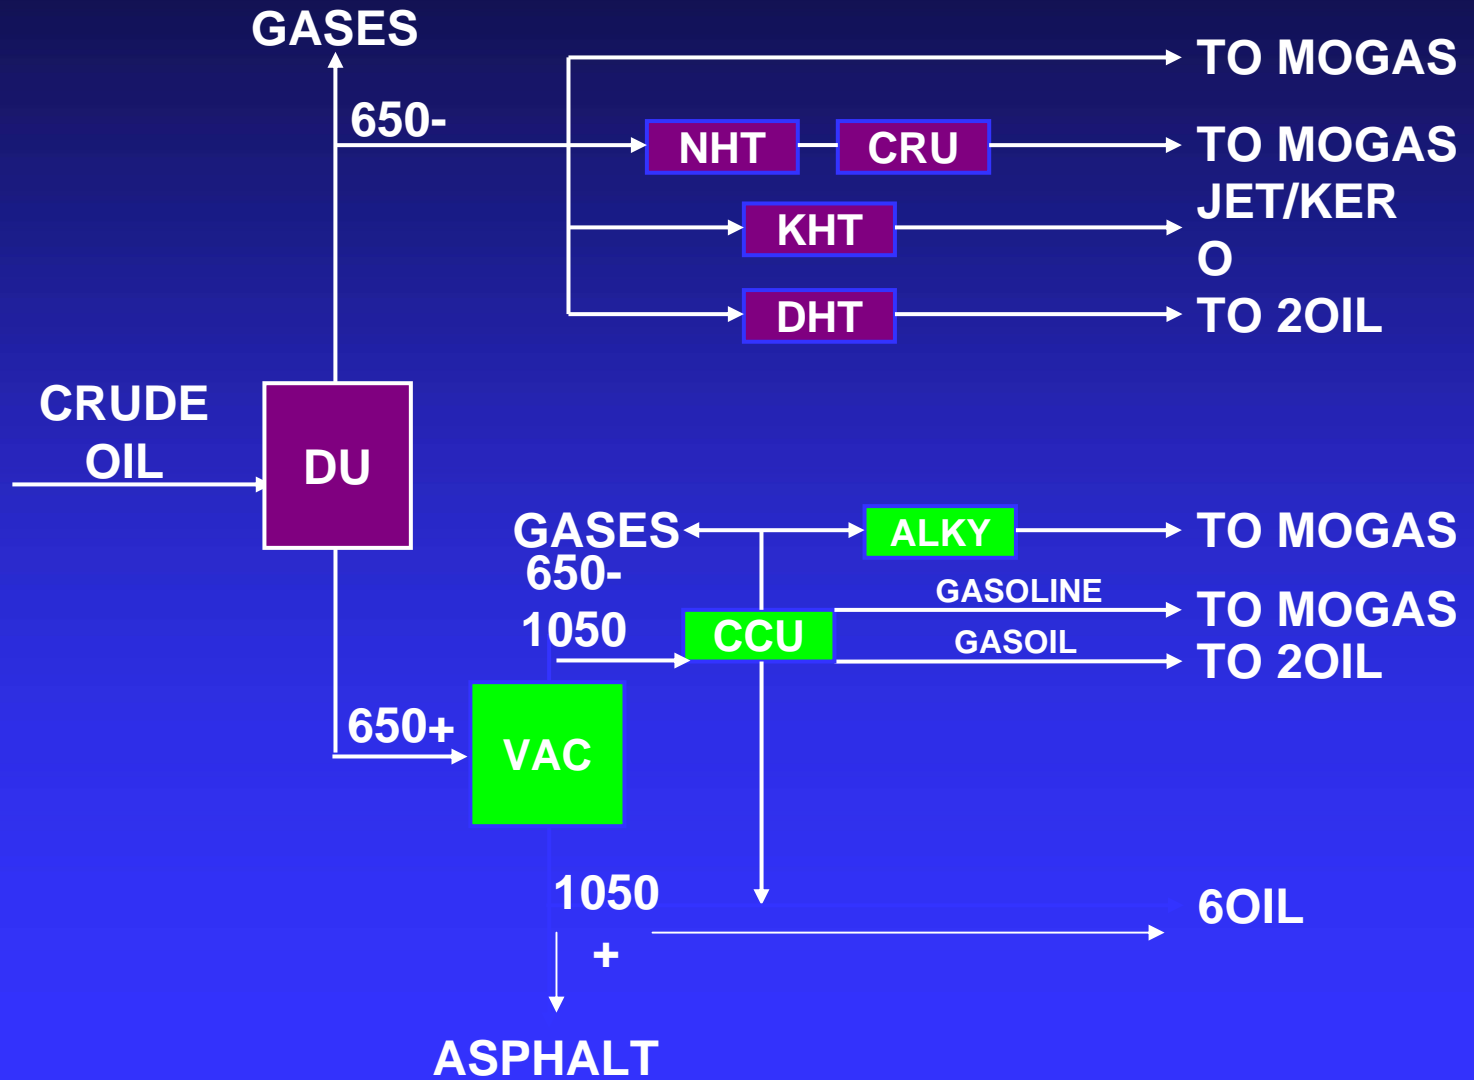 GASES
TO MOGAS
650-
NHT
CRU
TO MOGAS
KHT
JET/KER
O
DHT
TO 2OIL
CRUDE
OIL
DU
GASES
ALKY
TO MOGAS
650-
1050
CCU
GASOLINE
TO MOGAS
GASOIL
TO 2OIL
650+
VAC
1050
+
6OIL
ASPHALT